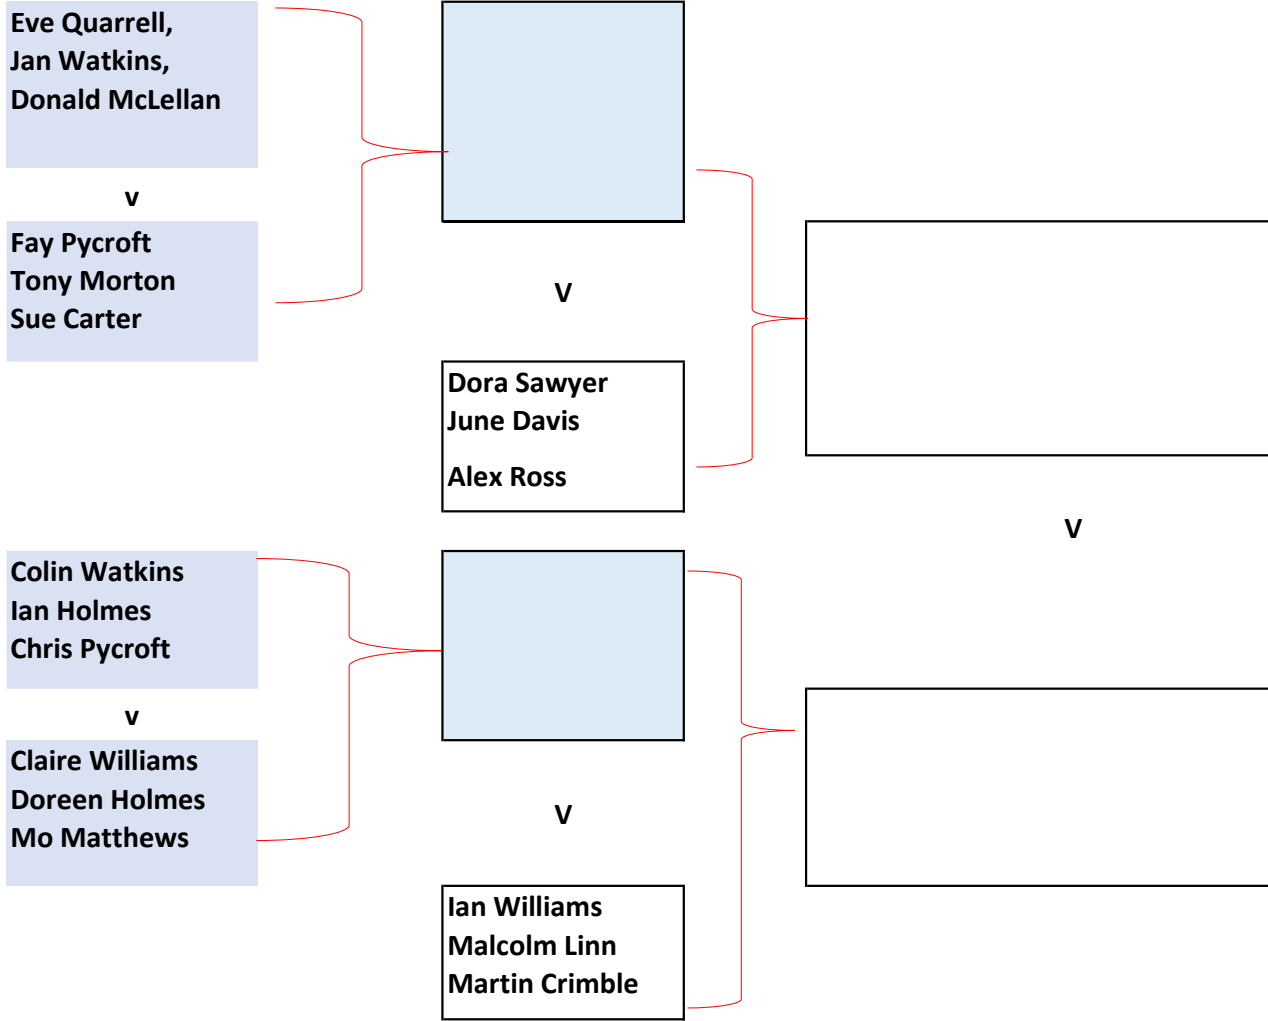 Eve Quarrell,
Jan Watkins,
Donald McLellan
v
Fay Pycroft
Tony Morton
Sue Carter
V
Dora Sawyer
June Davis
Alex Ross
V
Colin Watkins
Ian Holmes
Chris Pycroft
v
Claire Williams
Doreen Holmes
Mo Matthews
V
Ian Williams
Malcolm Linn
Martin Crimble